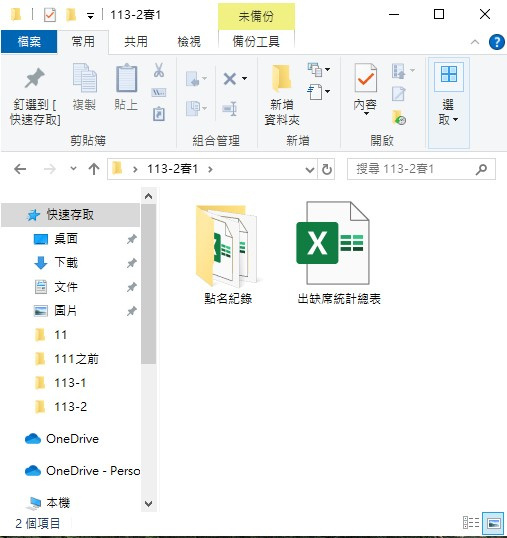 113-2春1
未備份
檔案
常用
共用
檢視
備份工具
釘選到 [
快速存取]
複製
貼上
剪貼簿
組合管理
新增
資料夾
新增
內容
開啟
選
取
113-2春1
搜尋 113-2春1
快速存取
桌面
下載
文件
圖片
11
111之前
113-1
113-2
OneDrive
OneDrive - Perso
本機
點名紀錄
出缺席統計總表
2 個項目